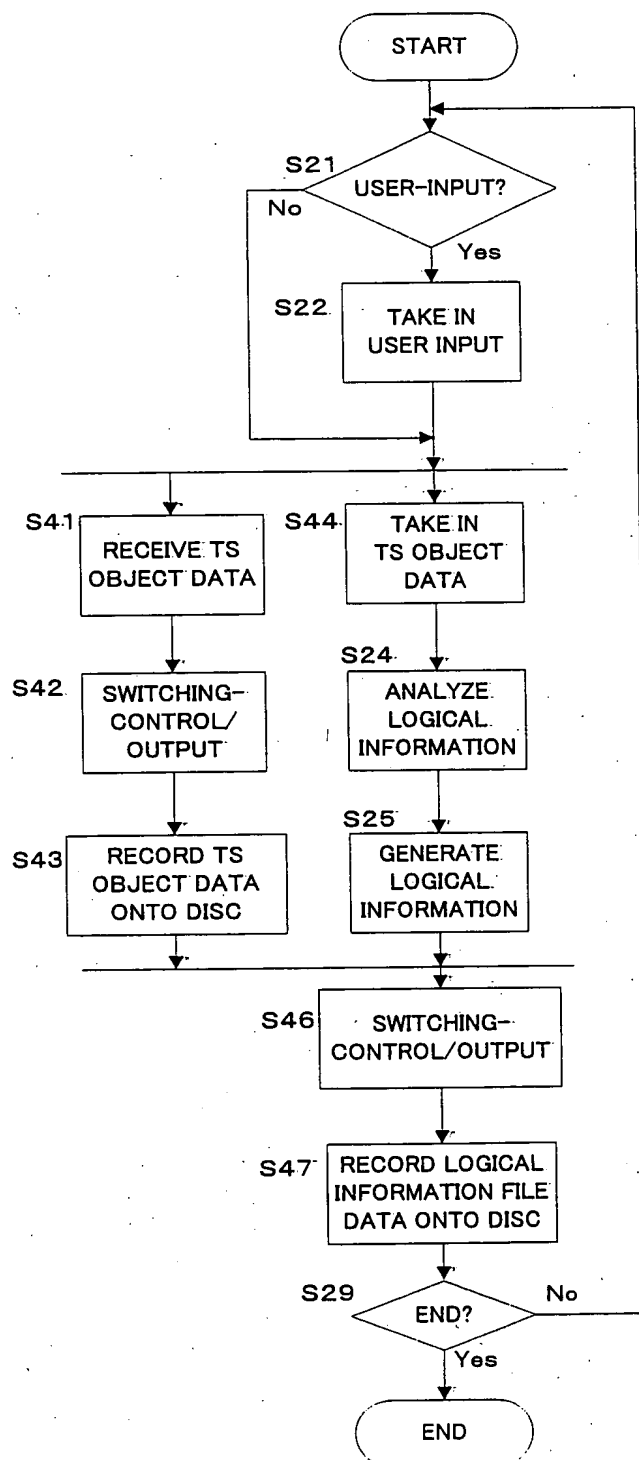 START
S21
USER-INPUT?
No
Yes
S22
TAKE IN
USER INPUT
S41
RECEIVE TS
OBJECT DATA
S44
TAKE IN
TS OBJECT
DATA
S42
SWITCHING-
CONTROL/
OUTPUT
S24
ANALYZE
LOGICAL
INFORMATION
S43
RECORD TS
OBJECT DATA
ONTO DISC
S25
GENERATE
LOGICAL
INFORMATION
S46
SWITCHING-
CONTROL/OUTPUT
S47
RECORD LOGICAL
INFORMATION FILE
DATA ONTO DISC
S29
END?
No
Yes
END